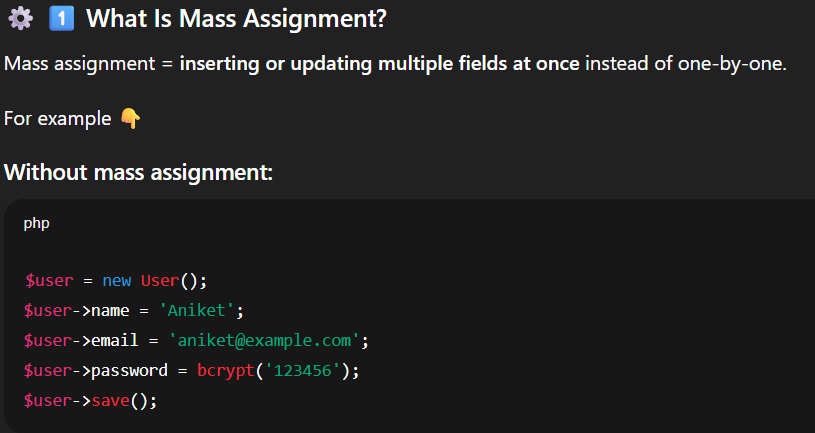 ⚙️ 1️⃣ What Is Mass Assignment?
Mass assignment = inserting or updating multiple fields at once instead of one-by-one.
For example 👇
Without mass assignment:
php
$user = new User();
$user->name = 'Aniket';
$user->email = 'aniket@example.com';
$user->password = bcrypt('123456');
$user->save();